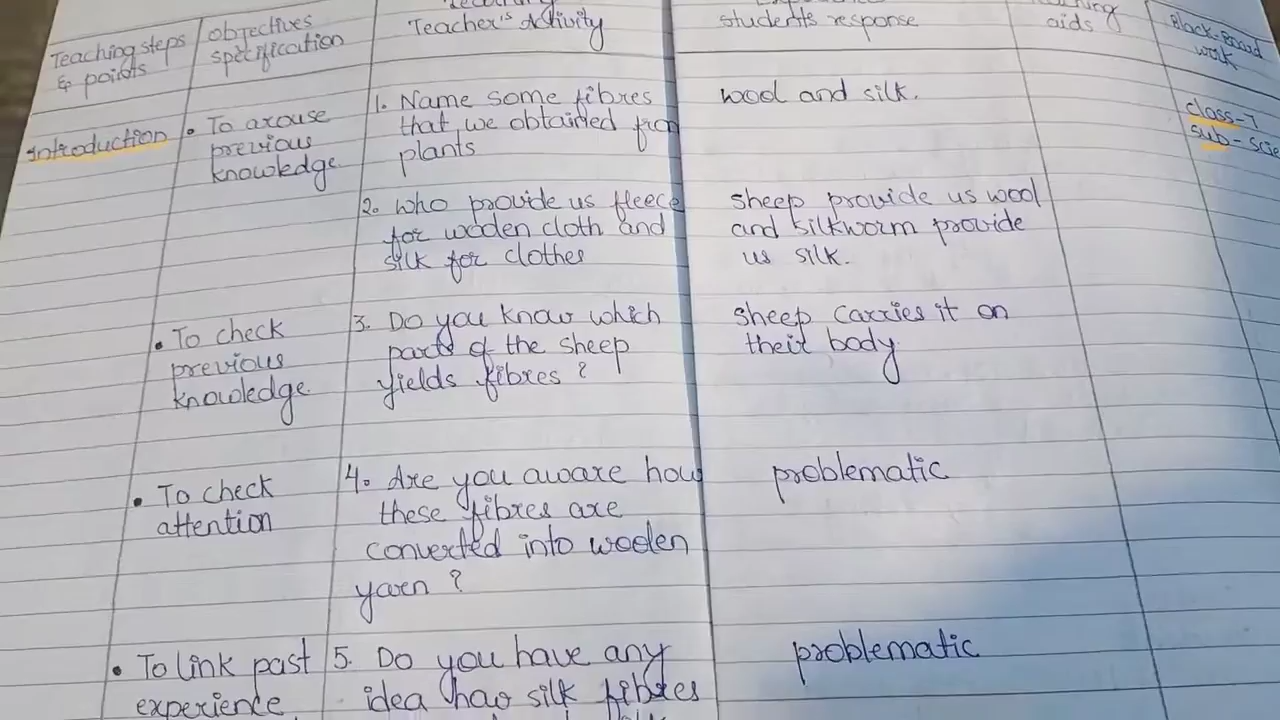 Teaching steps
& points
objectives
specification
Teacher's Activity
students response
aids
Black-Board
work
Introduction
• To arouse
previous
knowledge
1. Name some fibres
that we obtained from
plants
wool and silk.
class-7
sub-scie
2. who provide us fleece
for woolen cloth and
silk for clothes
sheep provide us wool
and silkworm provide
us silk.
• To check
previous
knowledge
3. Do you know which
parts of the sheep
yields fibres ?
sheep carries it on
their body
• To check
attention
4. Are you aware how
these fibres are
converted into woolen
yarn ?
problematic
• To link past
experience
5. Do you have any
idea how silk fibres
problematic